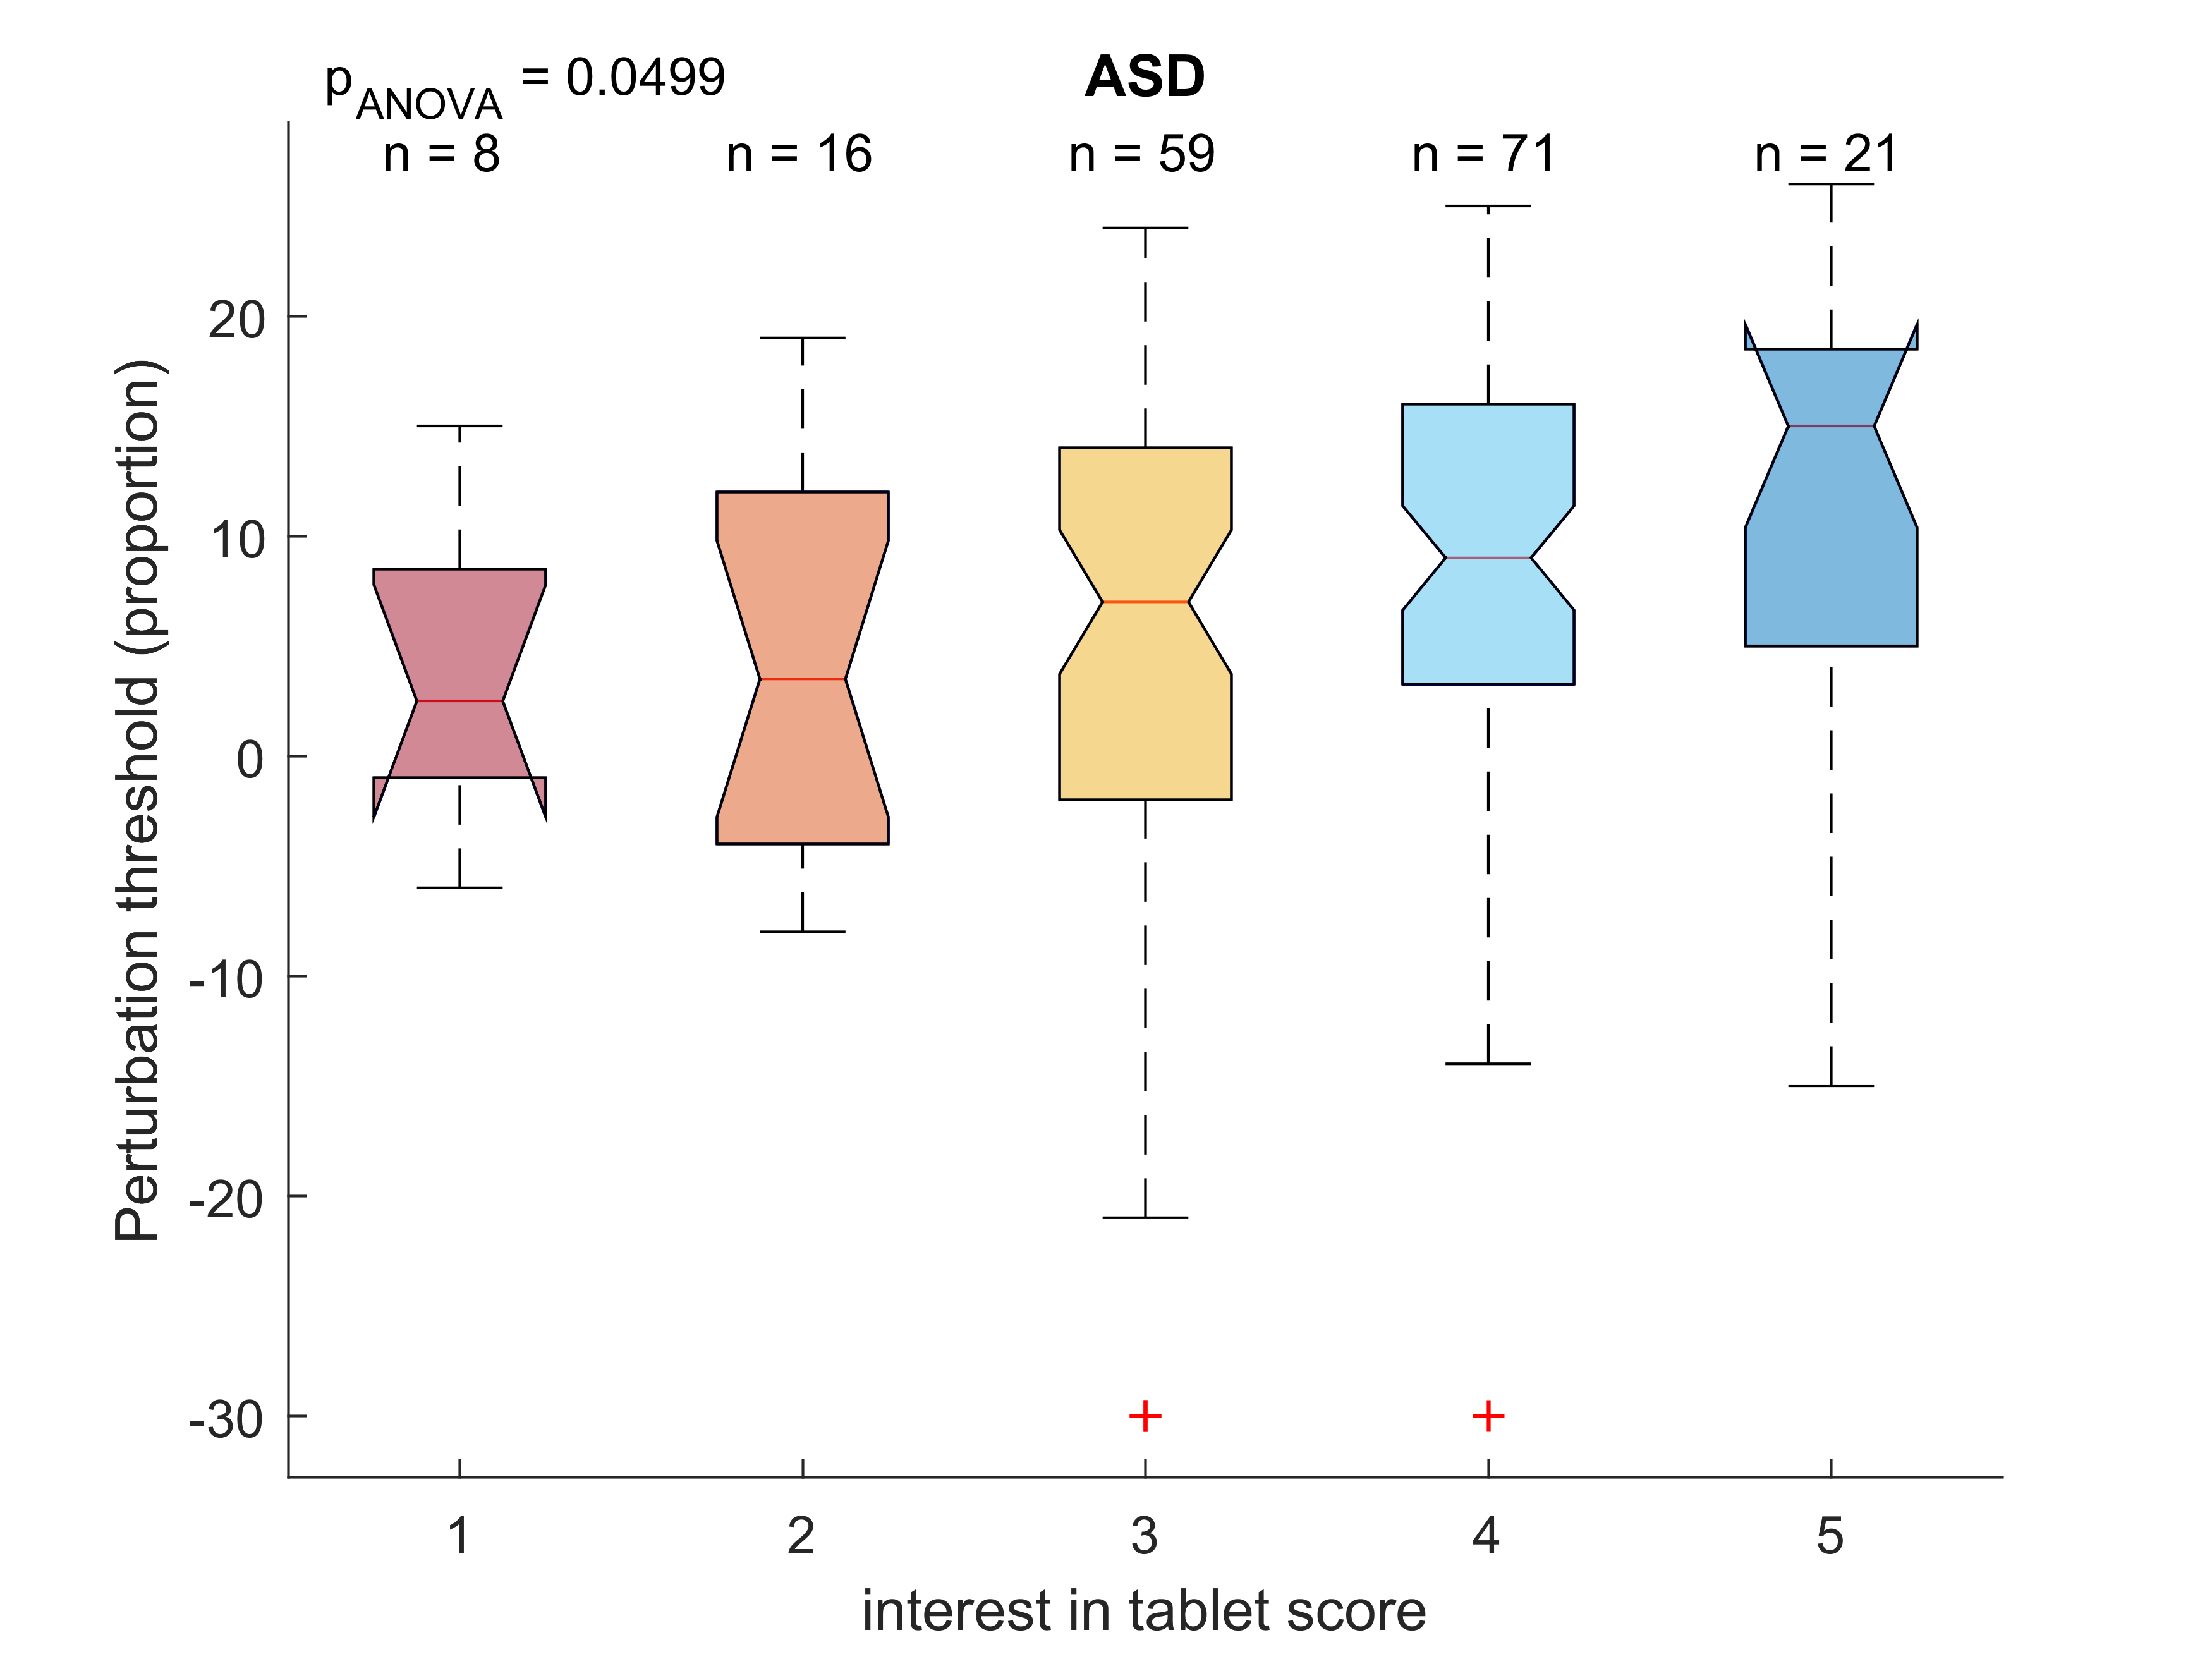 p_ANOVA = 0.0499
ASD
n = 8
n = 16
n = 59
n = 71
n = 21
Perturbation threshold (proportion)
20
10
0
-10
-20
-30
1
2
3
4
5
interest in tablet score